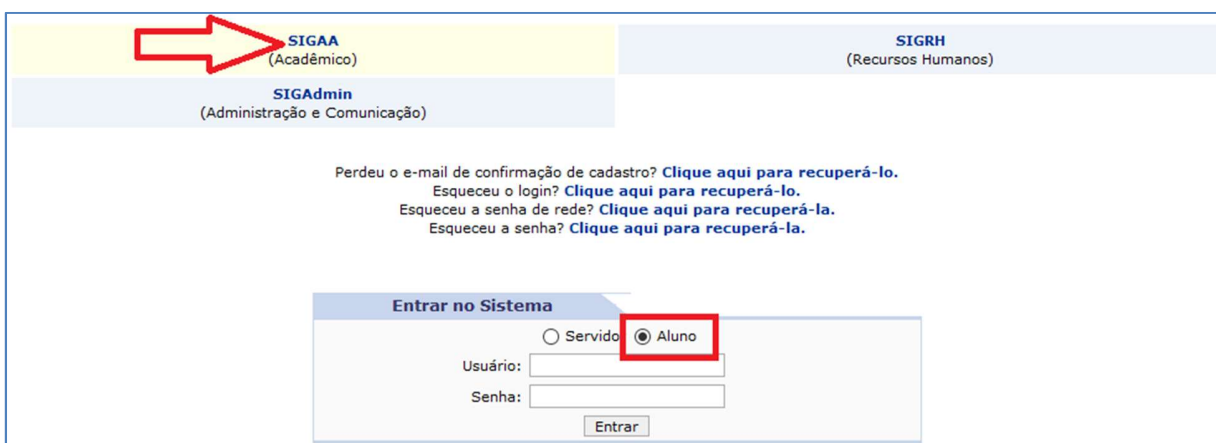 SIGAA
(Acadêmico)
SIGRH
(Recursos Humanos)
SIGAdmin
(Administração e Comunicação)
Perdeu o e-mail de confirmação de cadastro? Clique aqui para recuperá-lo.
Esqueceu o login? Clique aqui para recuperá-lo.
Esqueceu a senha de rede? Clique aqui para recuperá-la.
Esqueceu a senha? Clique aqui para recuperá-la.
Entrar no Sistema
Servido Aluno
Usuário:
Senha:
Entrar